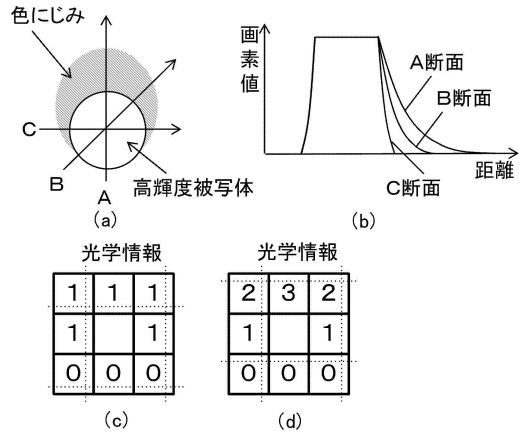 色にじみ
C
B
A
高輝度被写体
(a)
画素値
A断面
B断面
C断面
距離
(b)
光学情報
1 1 1
1 1
0 0 0
(c)
光学情報
2 3 2
1 1
0 0 0
(d)